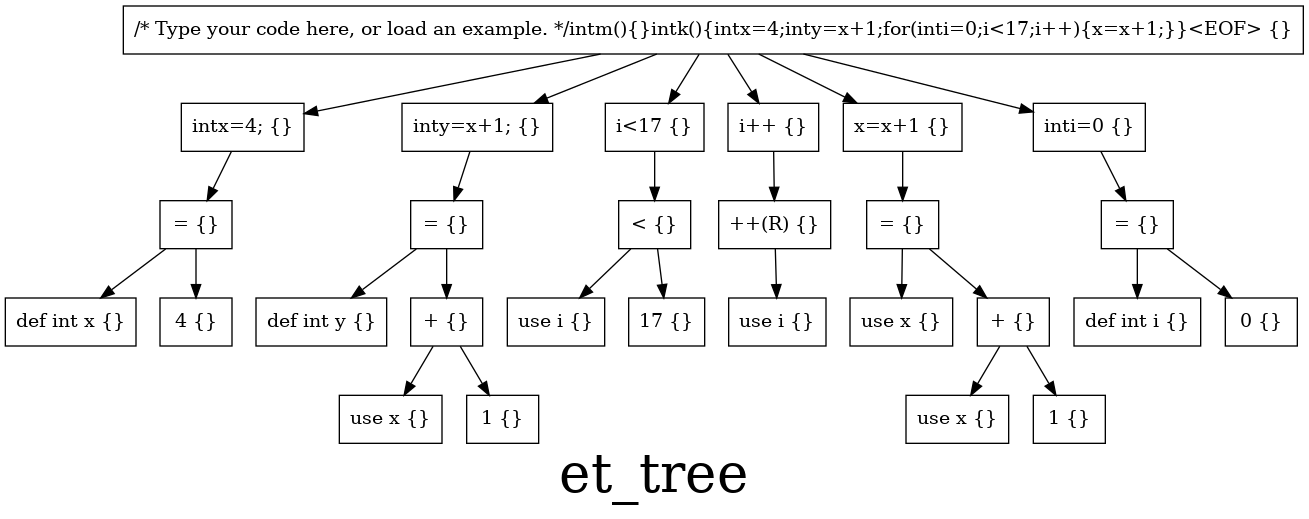 /* Type your code here, or load an example. */intm(){}intk(){intx=4;inty=x+1;for(inti=0;i<17;i++){x=x+1;}}<EOF> {}
intx=4; {}
inty=x+1; {}
i<17 {}
i++ {}
x=x+1 {}
inti=0 {}
= {}
= {}
< {}
++(R) {}
= {}
= {}
def int x {}
4 {}
def int y {}
+ {}
use i {}
17 {}
use i {}
use x {}
+ {}
def int i {}
0 {}
use x {}
1 {}
use x {}
1 {}
et_tree